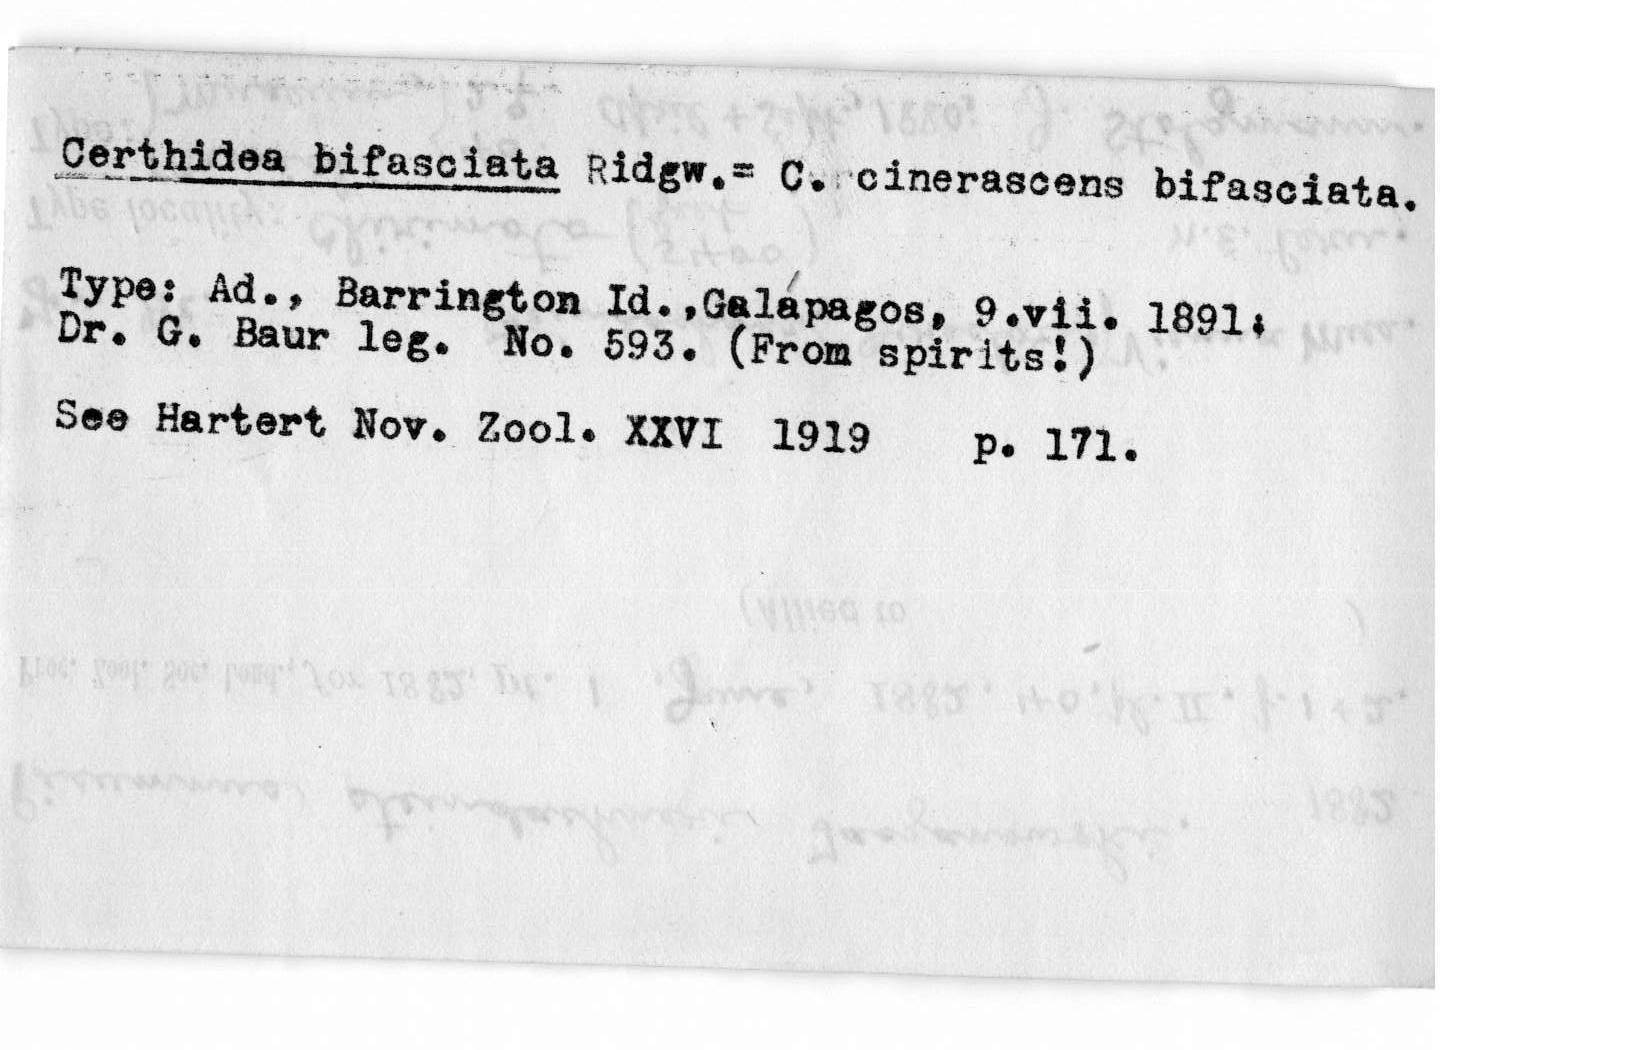 Certhidea bifasciata Ridgw.= C. cinerascens bifasciata.
Type: Ad., Barrington Id.,Galápagos, 9.vii. 1891;
Dr. G. Baur leg. No. 593. (From spirits!)
See Hartert Nov. Zool. XXVI 1919 p. 171.